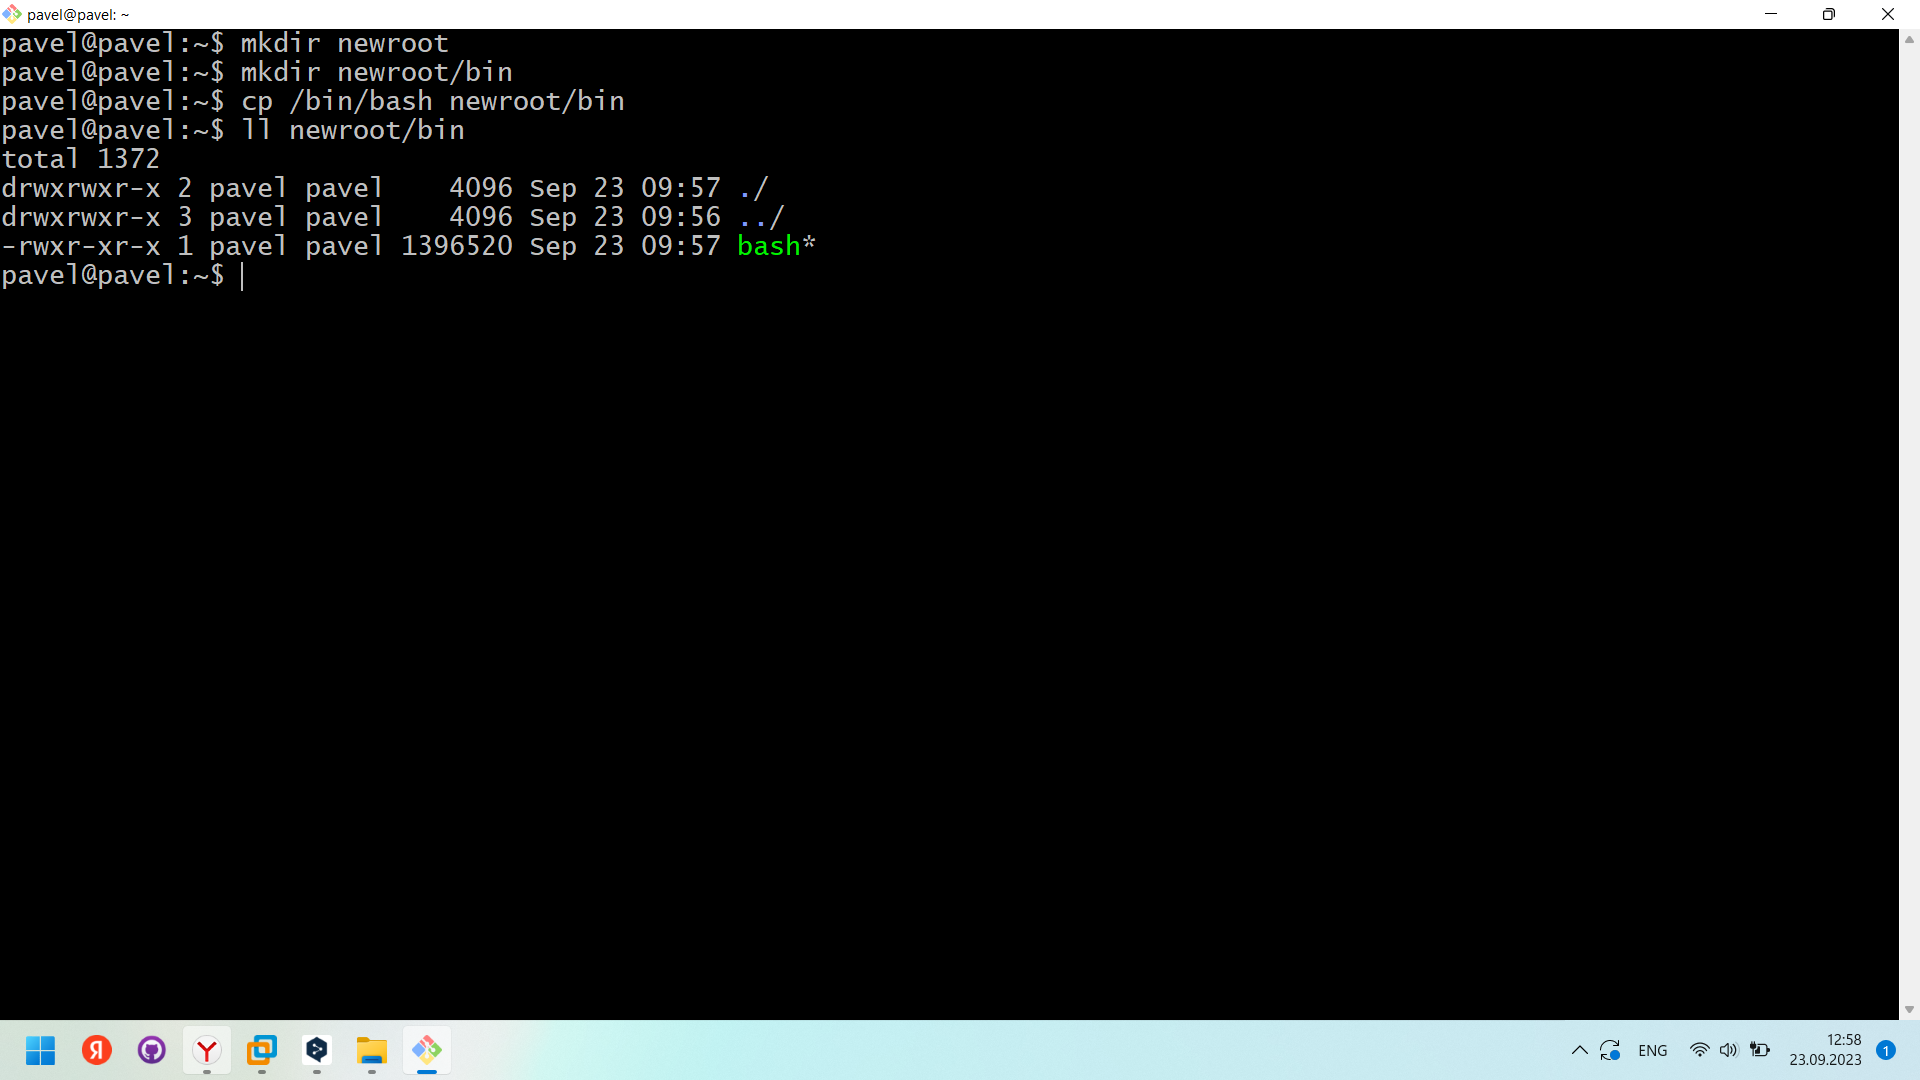 pavel@pavel: ~
pavel@pavel:~$ mkdir newroot
pavel@pavel:~$ mkdir newroot/bin
pavel@pavel:~$ cp /bin/bash newroot/bin
pavel@pavel:~$ ll newroot/bin
total 1372
drwxrwxr-x 2 pavel pavel    4096 Sep 23 09:57 ./
drwxrwxr-x 3 pavel pavel    4096 Sep 23 09:56 ../
-rwxr-xr-x 1 pavel pavel 1396520 Sep 23 09:57 bash*
pavel@pavel:~$
Я
Y
ENG
12:58
23.09.2023
1